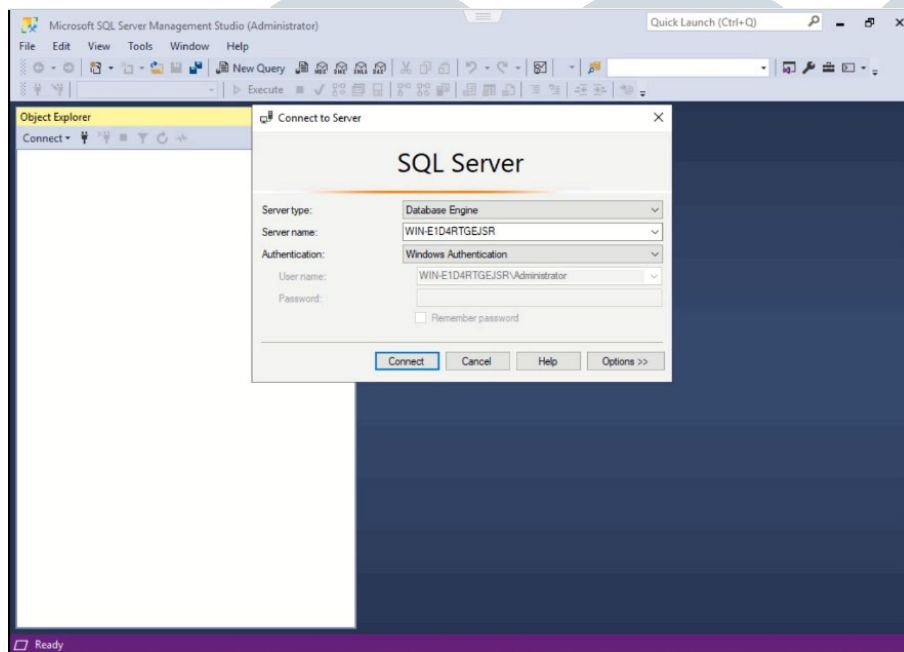 Microsoft SQL Server Management Studio (Administrator)
Quick Launch (Ctrl+Q)
File Edit View Tools Window Help
New Query
Execute
Object Explorer
Connect
Connect to Server
SQL Server
Server type: Database Engine
Server name: WIN-E1D4RTGEJSR
Authentication: Windows Authentication
User name: WIN-E1D4RTGEJSR\Administrator
Password:
Remember password
Connect Cancel Help Options >>
Ready